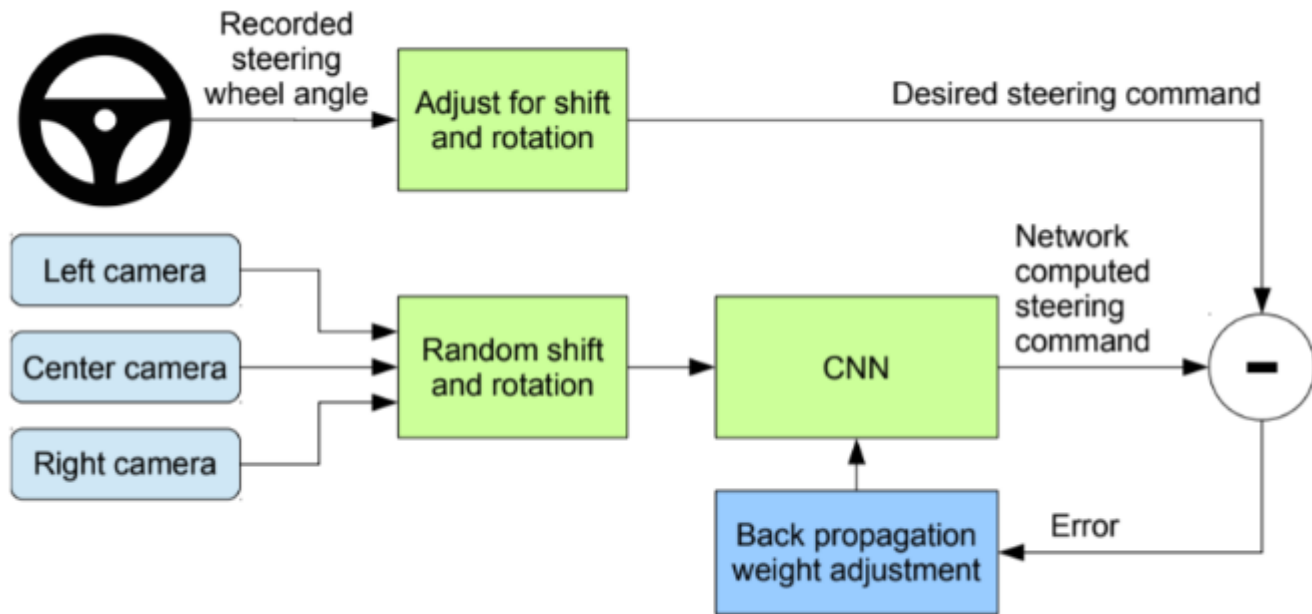 Recorded
steering
wheel angle
Adjust for shift
and rotation
Desired steering command
Left camera
Center camera
Right camera
Random shift
and rotation
CNN
Network
computed
steering
command
-
Back propagation
weight adjustment
Error